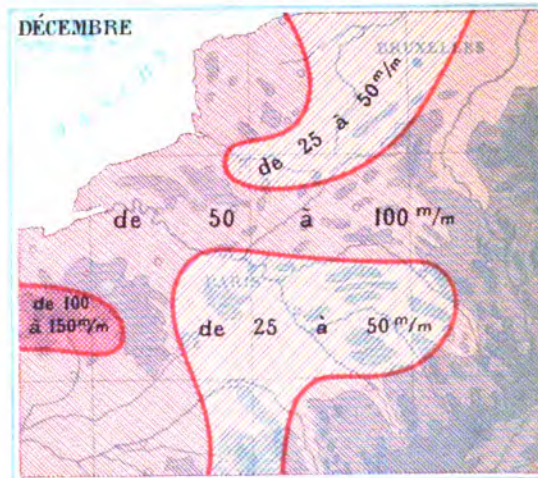 DÉCEMBRE
BRUXELLES
de 25 à 50 m/m
de 50 à 100 m/m
PARIS
de 100
à 150 m/m
de 25 à 50 m/m